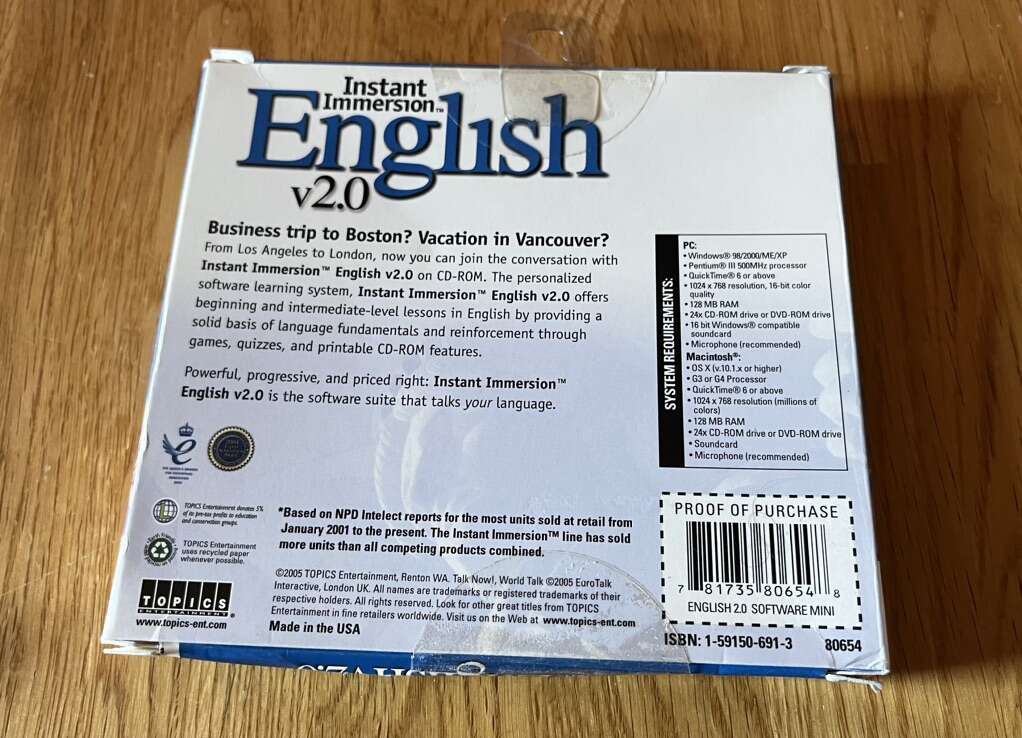 Instant
Immersion™
English
v2.0
Business trip to Boston? Vacation in Vancouver?
From Los Angeles to London, now you can join the conversation with
Instant Immersion™ English v2.0 on CD-ROM. The personalized
software learning system, Instant Immersion™ English v2.0 offers
beginning and intermediate-level lessons in English by providing a
solid basis of language fundamentals and reinforcement through
games, quizzes, and printable CD-ROM features.
Powerful, progressive, and priced right: Instant Immersion™
English v2.0 is the software suite that talks your language.
SYSTEM REQUIREMENTS:
PC:
• Windows® 98/2000/ME/XP
• Pentium® III 500MHz processor
• QuickTime® 6 or above
• 1024 x 768 resolution, 16-bit color
quality
• 128 MB RAM
• 24x CD-ROM drive or DVD-ROM drive
• 16 bit Windows® compatible
soundcard
• Microphone (recommended)
Macintosh®:
• OS X (v.10.1.x or higher)
• G3 or G4 Processor
• QuickTime® 6 or above
• 1024 x 768 resolution (millions of
colors)
• 128 MB RAM
• 24x CD-ROM drive or DVD-ROM drive
• Soundcard
• Microphone (recommended)
TOPICS Entertainment donates 5%
of its pre-tax profits to education
and conservation groups.
TOPICS Entertainment
uses recycled paper
whenever possible.
*Based on NPD Intelect reports for the most units sold at retail from
January 2001 to the present. The Instant Immersion™ line has sold
more units than all competing products combined.
©2005 TOPICS Entertainment, Renton WA. Talk Now!, World Talk ©2005 EuroTalk
Interactive, London UK. All names are trademarks or registered trademarks of their
respective holders. All rights reserved. Look for other great titles from TOPICS
Entertainment in fine retailers worldwide. Visit us on the Web at www.topics-ent.com
Made in the USA
TOPICS
ENTERTAINMENT®
www.topics-ent.com
PROOF OF PURCHASE
7 81735 80654 8
ENGLISH 2.0 SOFTWARE MINI
ISBN: 1-59150-691-3 80654